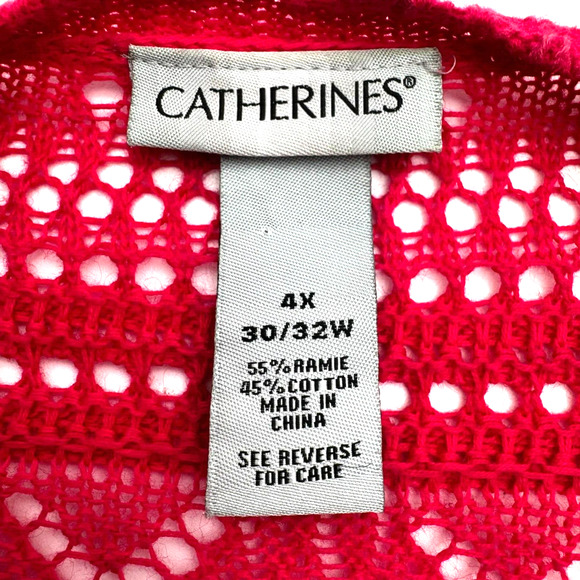 CATHERINES®
4X
30/32W
55%RAMIE
45%COTTON
MADE IN
CHINA
SEE REVERSE
FOR CARE